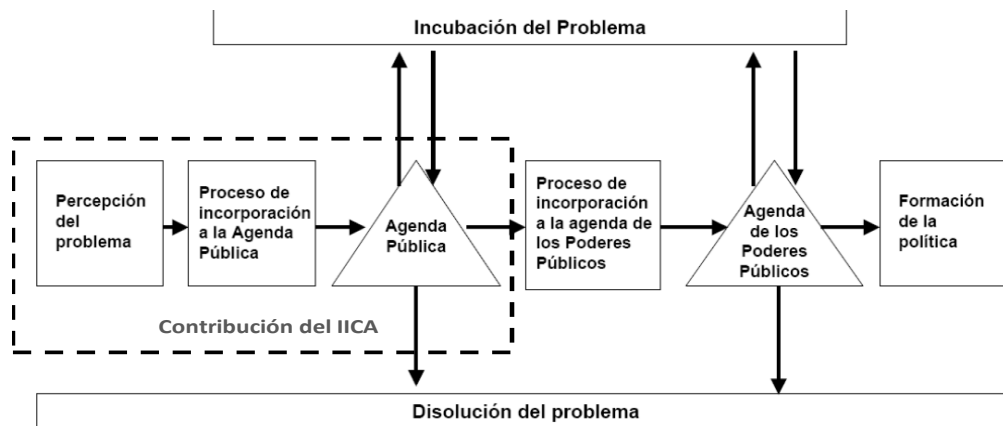 Incubación del Problema
Percepción
del
problema
Proceso de
incorporación
a la Agenda
Pública
Agenda
Pública
Proceso de
incorporación
a la agenda de
los Poderes
Públicos
Agenda
de los
Poderes
Públicos
Formación
de la
política
Contribución del IICA
Disolución del problema